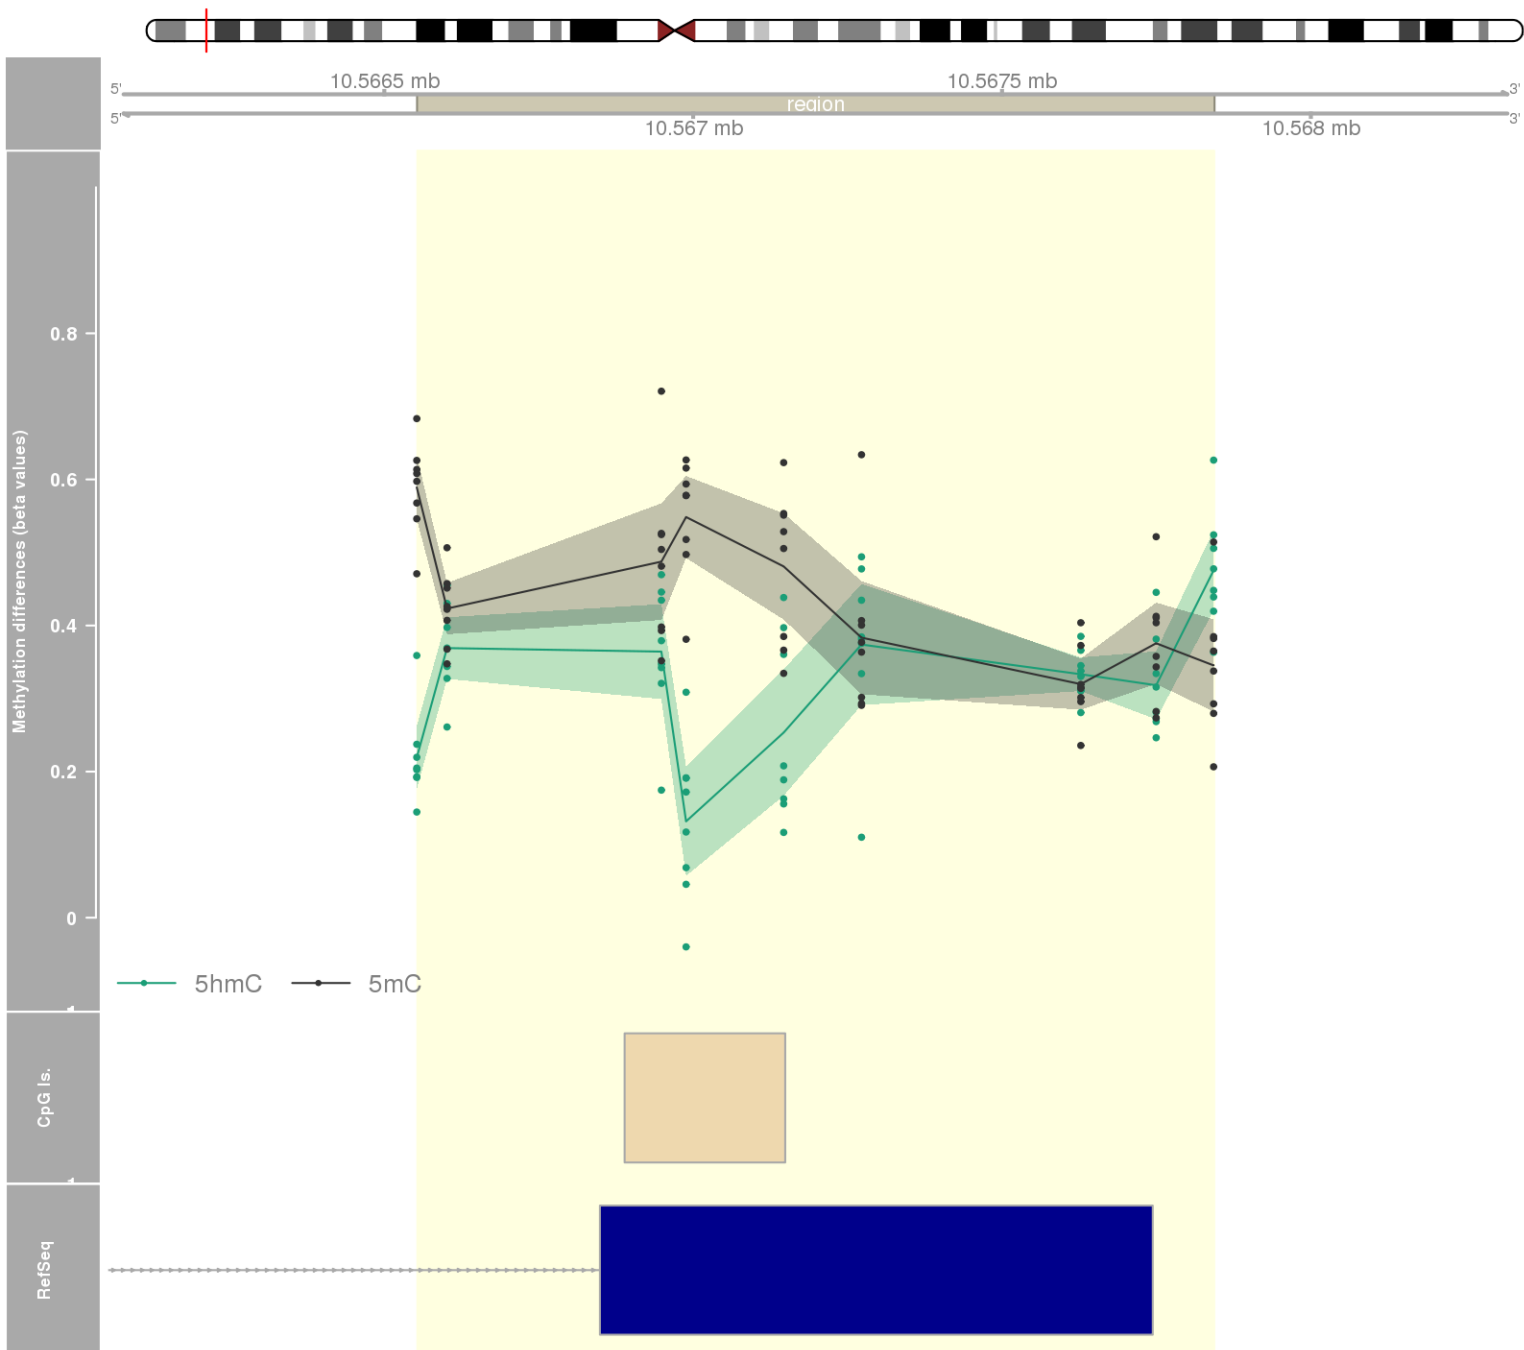 10.5665 mb
10.5675 mb
5'
3'
region
5'
3'
10.567 mb
10.568 mb
Methylation differences (beta values)
0.8
0.6
0.4
0.2
0
5hmC
5mC
CpG Is.
RefSeq